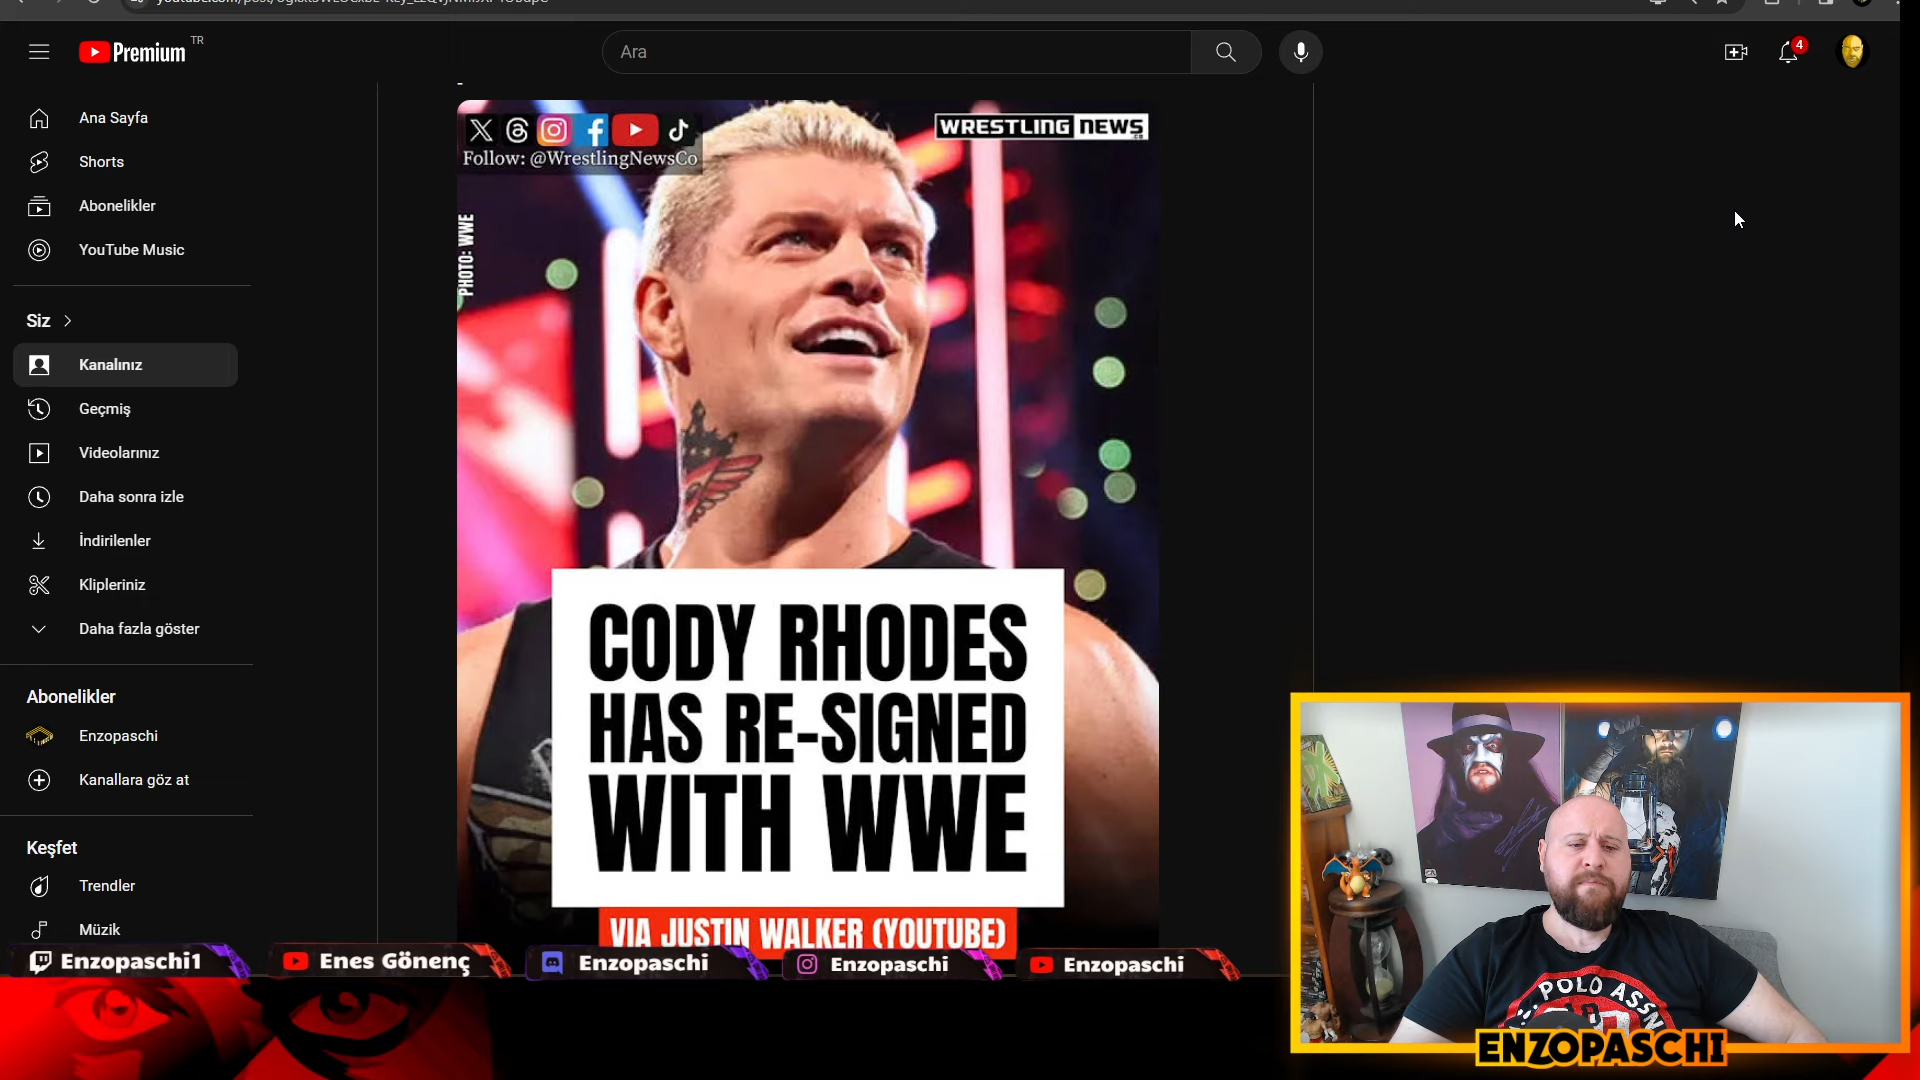 Premium
TR
Ara
4
Ana Sayfa
Shorts
Abonelikler
YouTube Music
Siz
Kanalınız
Geçmiş
Videolarınız
Daha sonra izle
İndirilenler
Klipleriniz
Daha fazla göster
Abonelikler
Enzopaschi
Kanallara göz at
Keşfet
Trendler
Müzik
Follow: @WrestlingNewsCo
WRESTLING NEWS
PHOTO: WWE
CODY RHODES
HAS RE-SIGNED
WITH WWE
VIA JUSTIN WALKER (YOUTUBE)
Enzopaschi1
Enes Gönenç
Enzopaschi
Enzopaschi
Enzopaschi
POLO ASSN
ENZOPASCHI